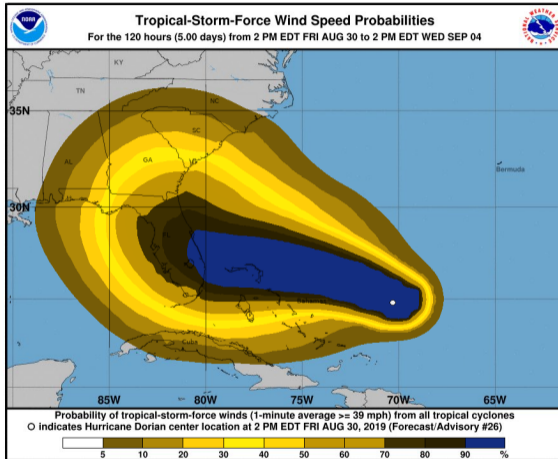 NOAA
Tropical-Storm-Force Wind Speed Probabilities
For the 120 hours (5.00 days) from 2 PM EDT FRI AUG 30 to 2 PM EDT WED SEP 04
KY
TN
NC
35N
SC
AL
GA
Bermuda
30N
FL
Bahamas
Cuba
85W 80W 75W 70W 65W
Probability of tropical-storm-force winds (1-minute average >= 39 mph) from all tropical cyclones
indicates Hurricane Dorian center location at 2 PM EDT FRI AUG 30, 2019 (Forecast/Advisory #26)
5 10 20 30 40 50 60 70 80 90 %